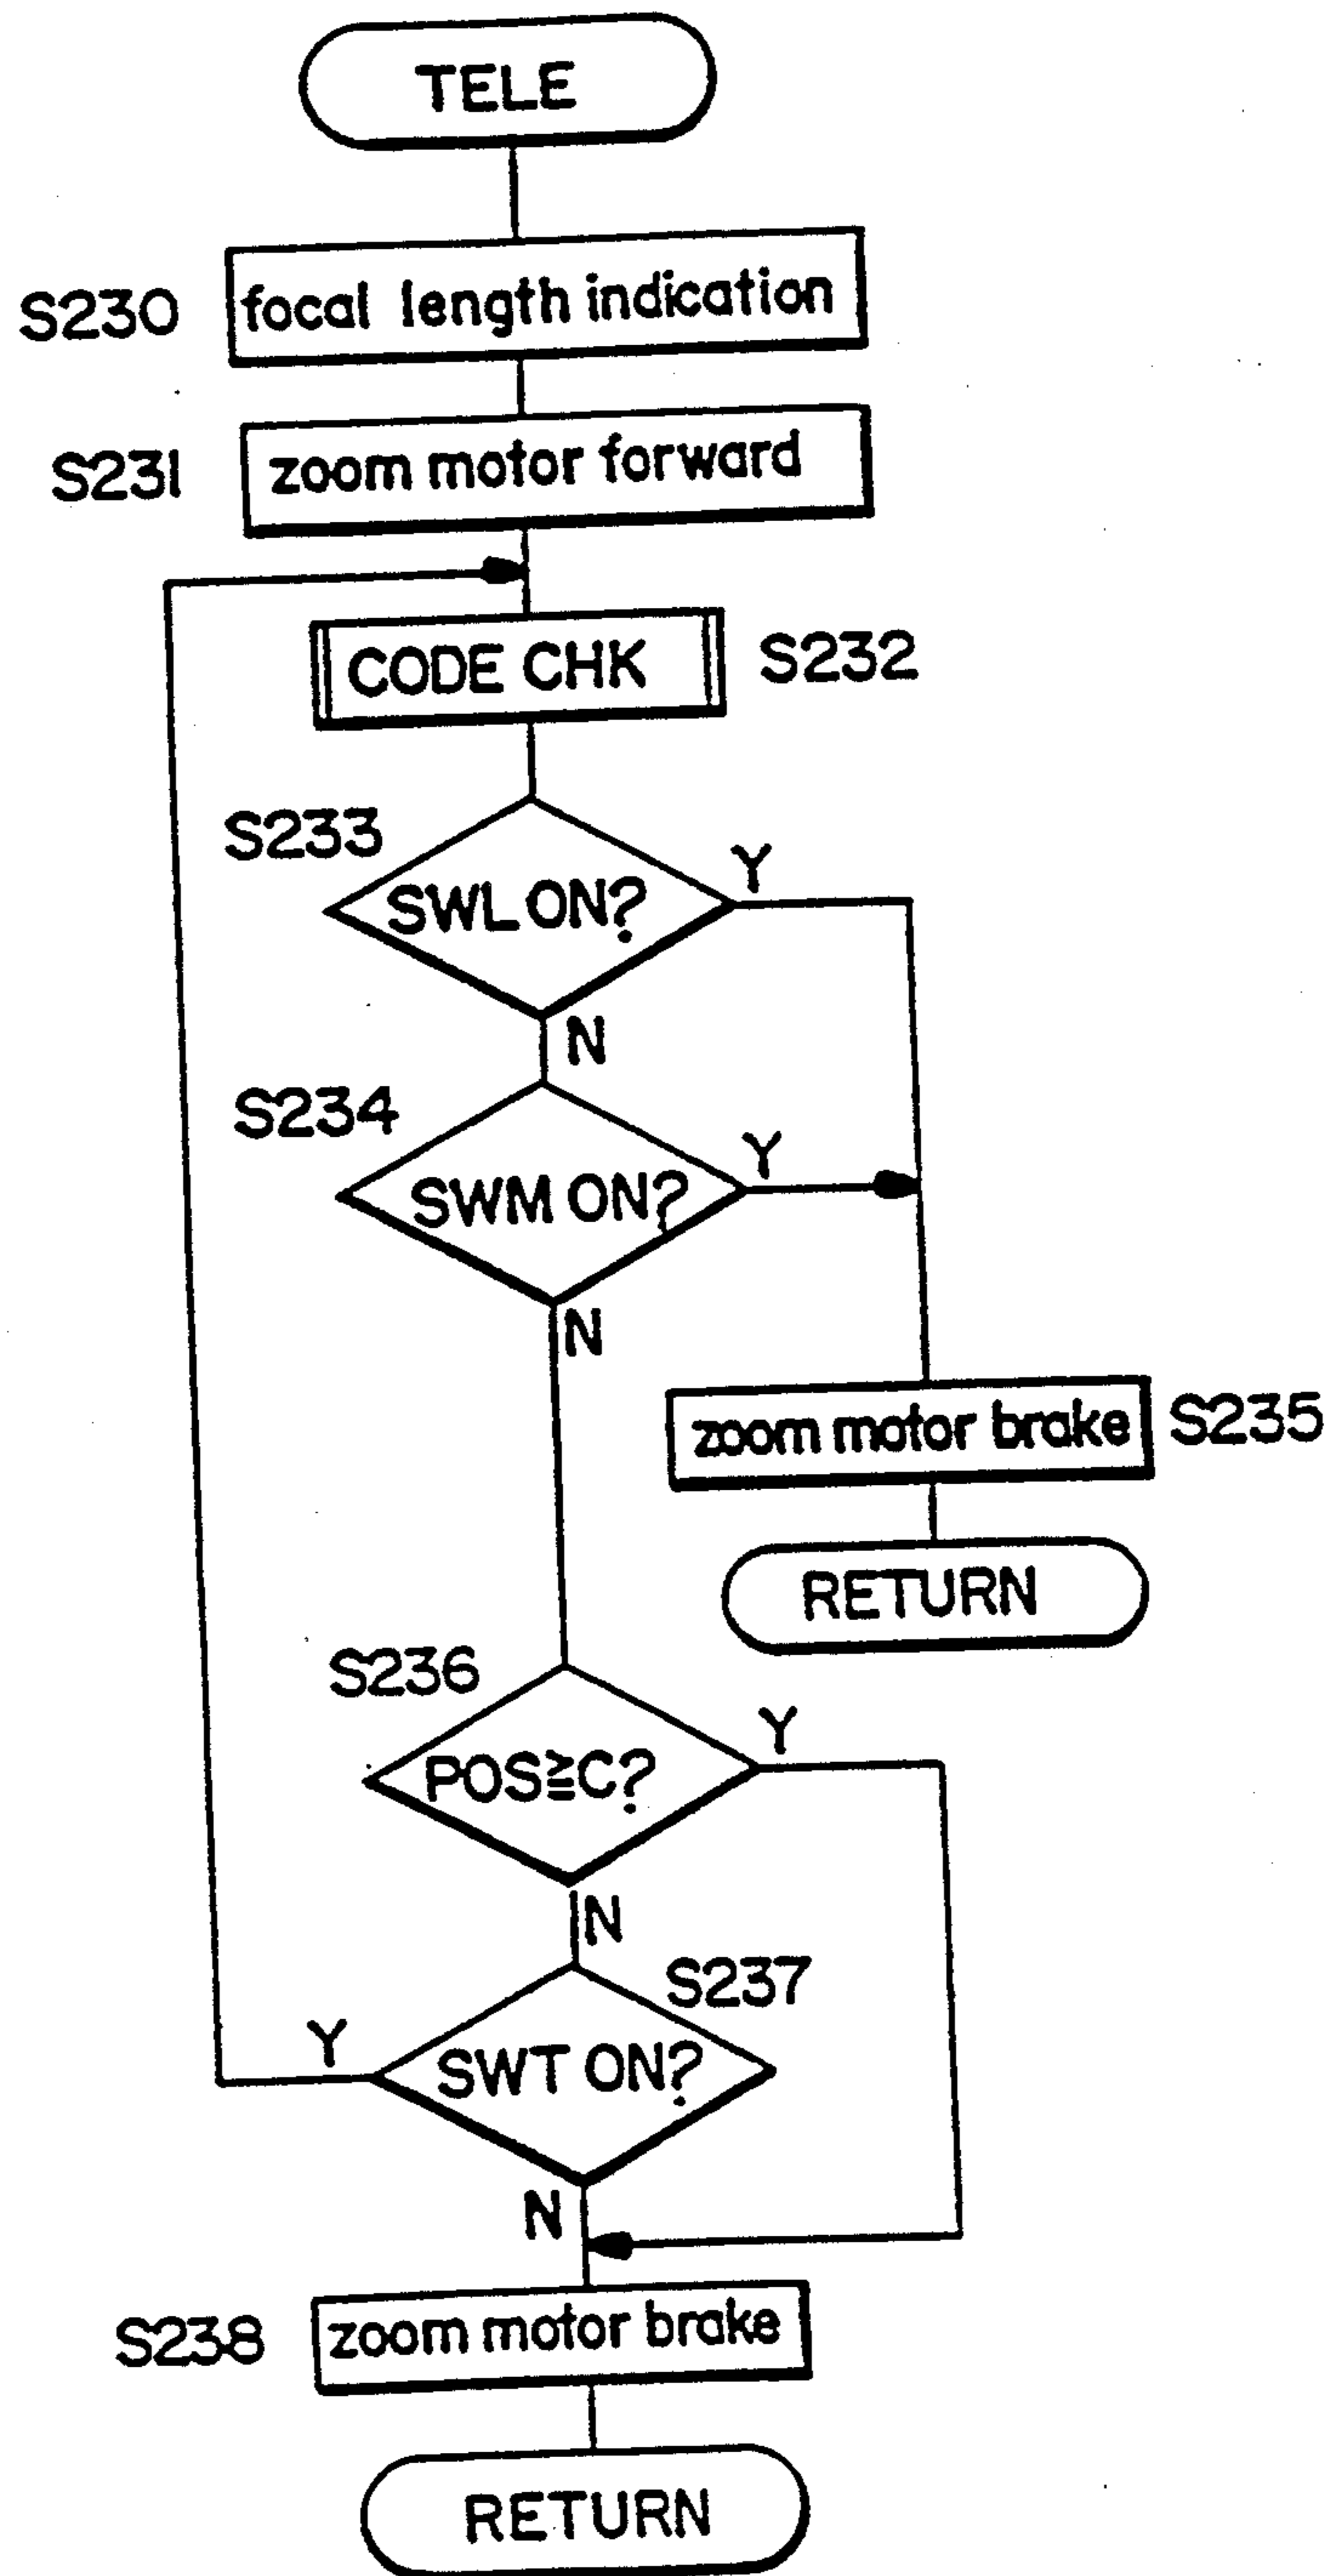 TELE
S230
focal length indication
S231
zoom motor forward
CODE CHK
S232
S233
SWL ON?
Y
N
S234
SWM ON?
Y
N
zoom motor brake
S235
RETURN
S236
POS≧C?
Y
N
S237
Y
SWT ON?
N
S238
zoom motor brake
RETURN